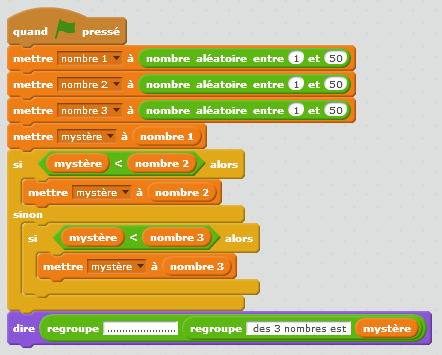 quand pressé
mettre nombre 1 à nombre aléatoire entre 1 et 50
mettre nombre 2 à nombre aléatoire entre 1 et 50
mettre nombre 3 à nombre aléatoire entre 1 et 50
mettre mystère à nombre 1
si mystère < nombre 2 alors
mettre mystère à nombre 2
sinon
si mystère < nombre 3 alors
mettre mystère à nombre 3
dire regroupe ........................ regroupe des 3 nombres est mystère